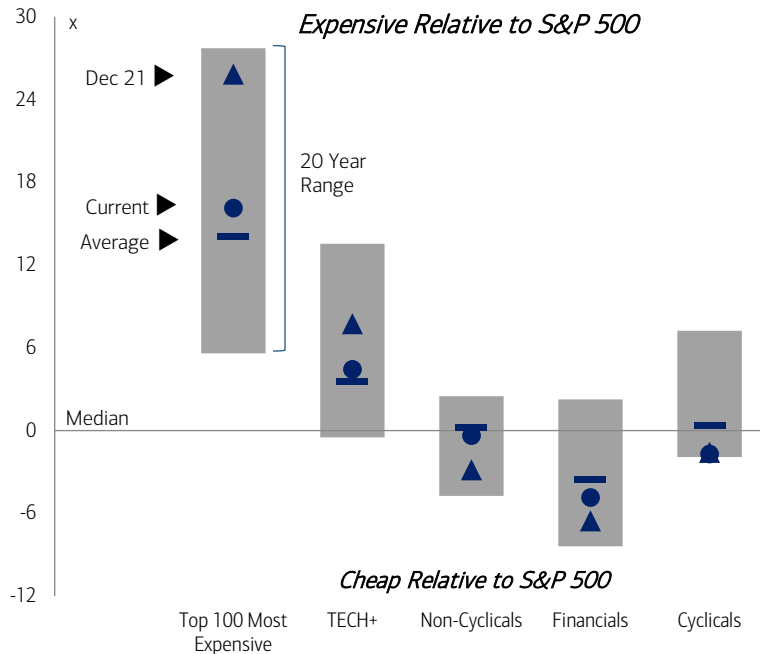 Expensive Relative to S&P 500
x
30
24
18
12
6
0
-6
-12
Dec 21
Current
Average
20 Year
Range
Median
Cheap Relative to S&P 500
Top 100 Most
Expensive
TECH+
Non-Cyclicals
Financials
Cyclicals